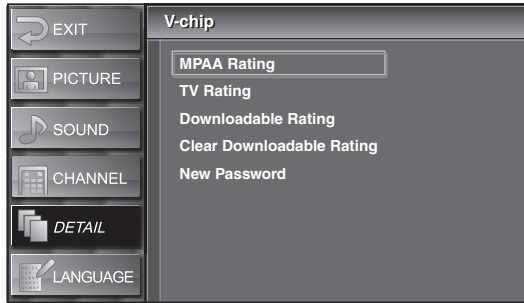 EXIT
PICTURE
SOUND
CHANNEL
DETAIL
LANGUAGE
V-chip
MPAA Rating
TV Rating
Downloadable Rating
Clear Downloadable Rating
New Password